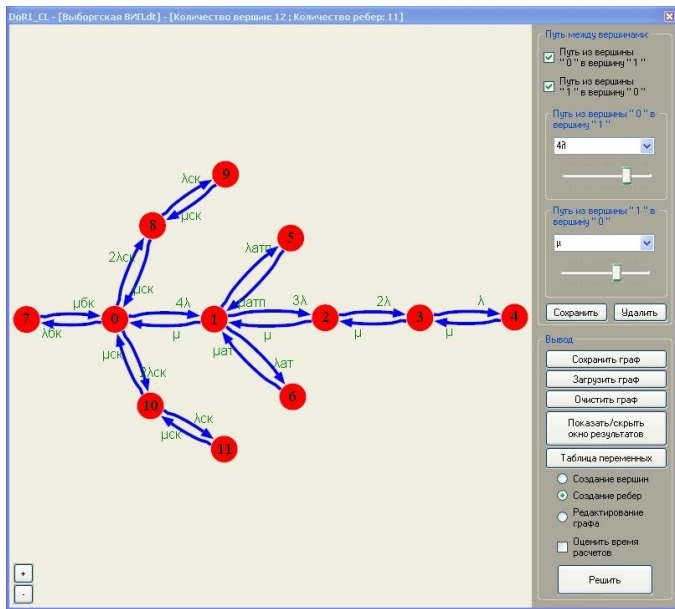 DoRI_CL - [Выборгская ВИП.dt] - [Количество вершин: 12 ; Количество ребер: 11]
Путь между вершинами:
Путь из вершины
" 0 " в вершину " 1 "
Путь из вершины
" 1 " в вершину " 0 "
Путь из вершины " 0 " в
вершину " 1 "
4λ
Путь из вершины " 1 " в
вершину " 0 "
μ
Сохранить
Удалить
Вывод
Сохранить граф
Загрузить граф
Очистить граф
Показать/скрыть
окно результатов
Таблица переменных
Создание вершин
Создание ребер
Редактирование
графа
Оценить время
расчетов
Решить
9
λск
μск
8
2λск
μск
5
λатп
μатп
7
μбк
λбк
0
4λ
μ
1
3λ
μ
2
2λ
μ
3
λ
μ
4
μск
2λск
μат
λат
6
10
λск
μск
11
+
-